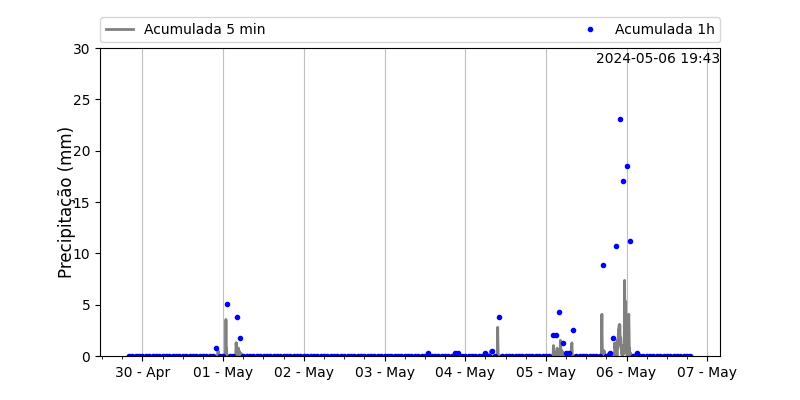 Acumulada 5 min
Acumulada 1h
2024-05-06 19:43
Precipitação (mm)
30
25
20
15
10
5
0
30 - Apr
01 - May
02 - May
03 - May
04 - May
05 - May
06 - May
07 - May